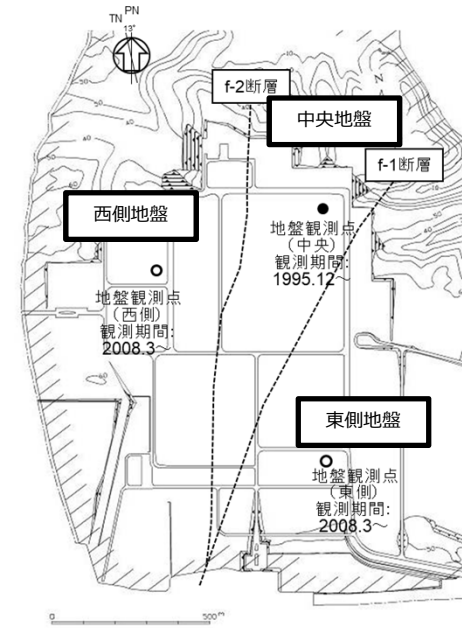 PN
TN
13°
f-2断層
中央地盤
f-1断層
西側地盤
地盤観測点
（中央）
観測期間:
1995.12～
地盤観測点
（西側）
観測期間:
2008.3～
東側地盤
地盤観測点
（東側）
観測期間:
2008.3～
0
500m